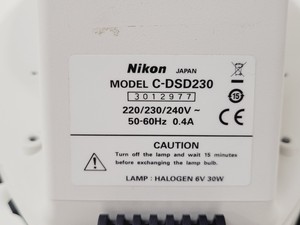 Nikon JAPAN
MODEL C-DSD230
3012977
220/230/240V ~
50-60Hz 0.4A
15
CE
CAUTION
Turn off the lamp and wait 15 minutes
before exchanging the lamp bulb.
LAMP : HALOGEN 6V 30W